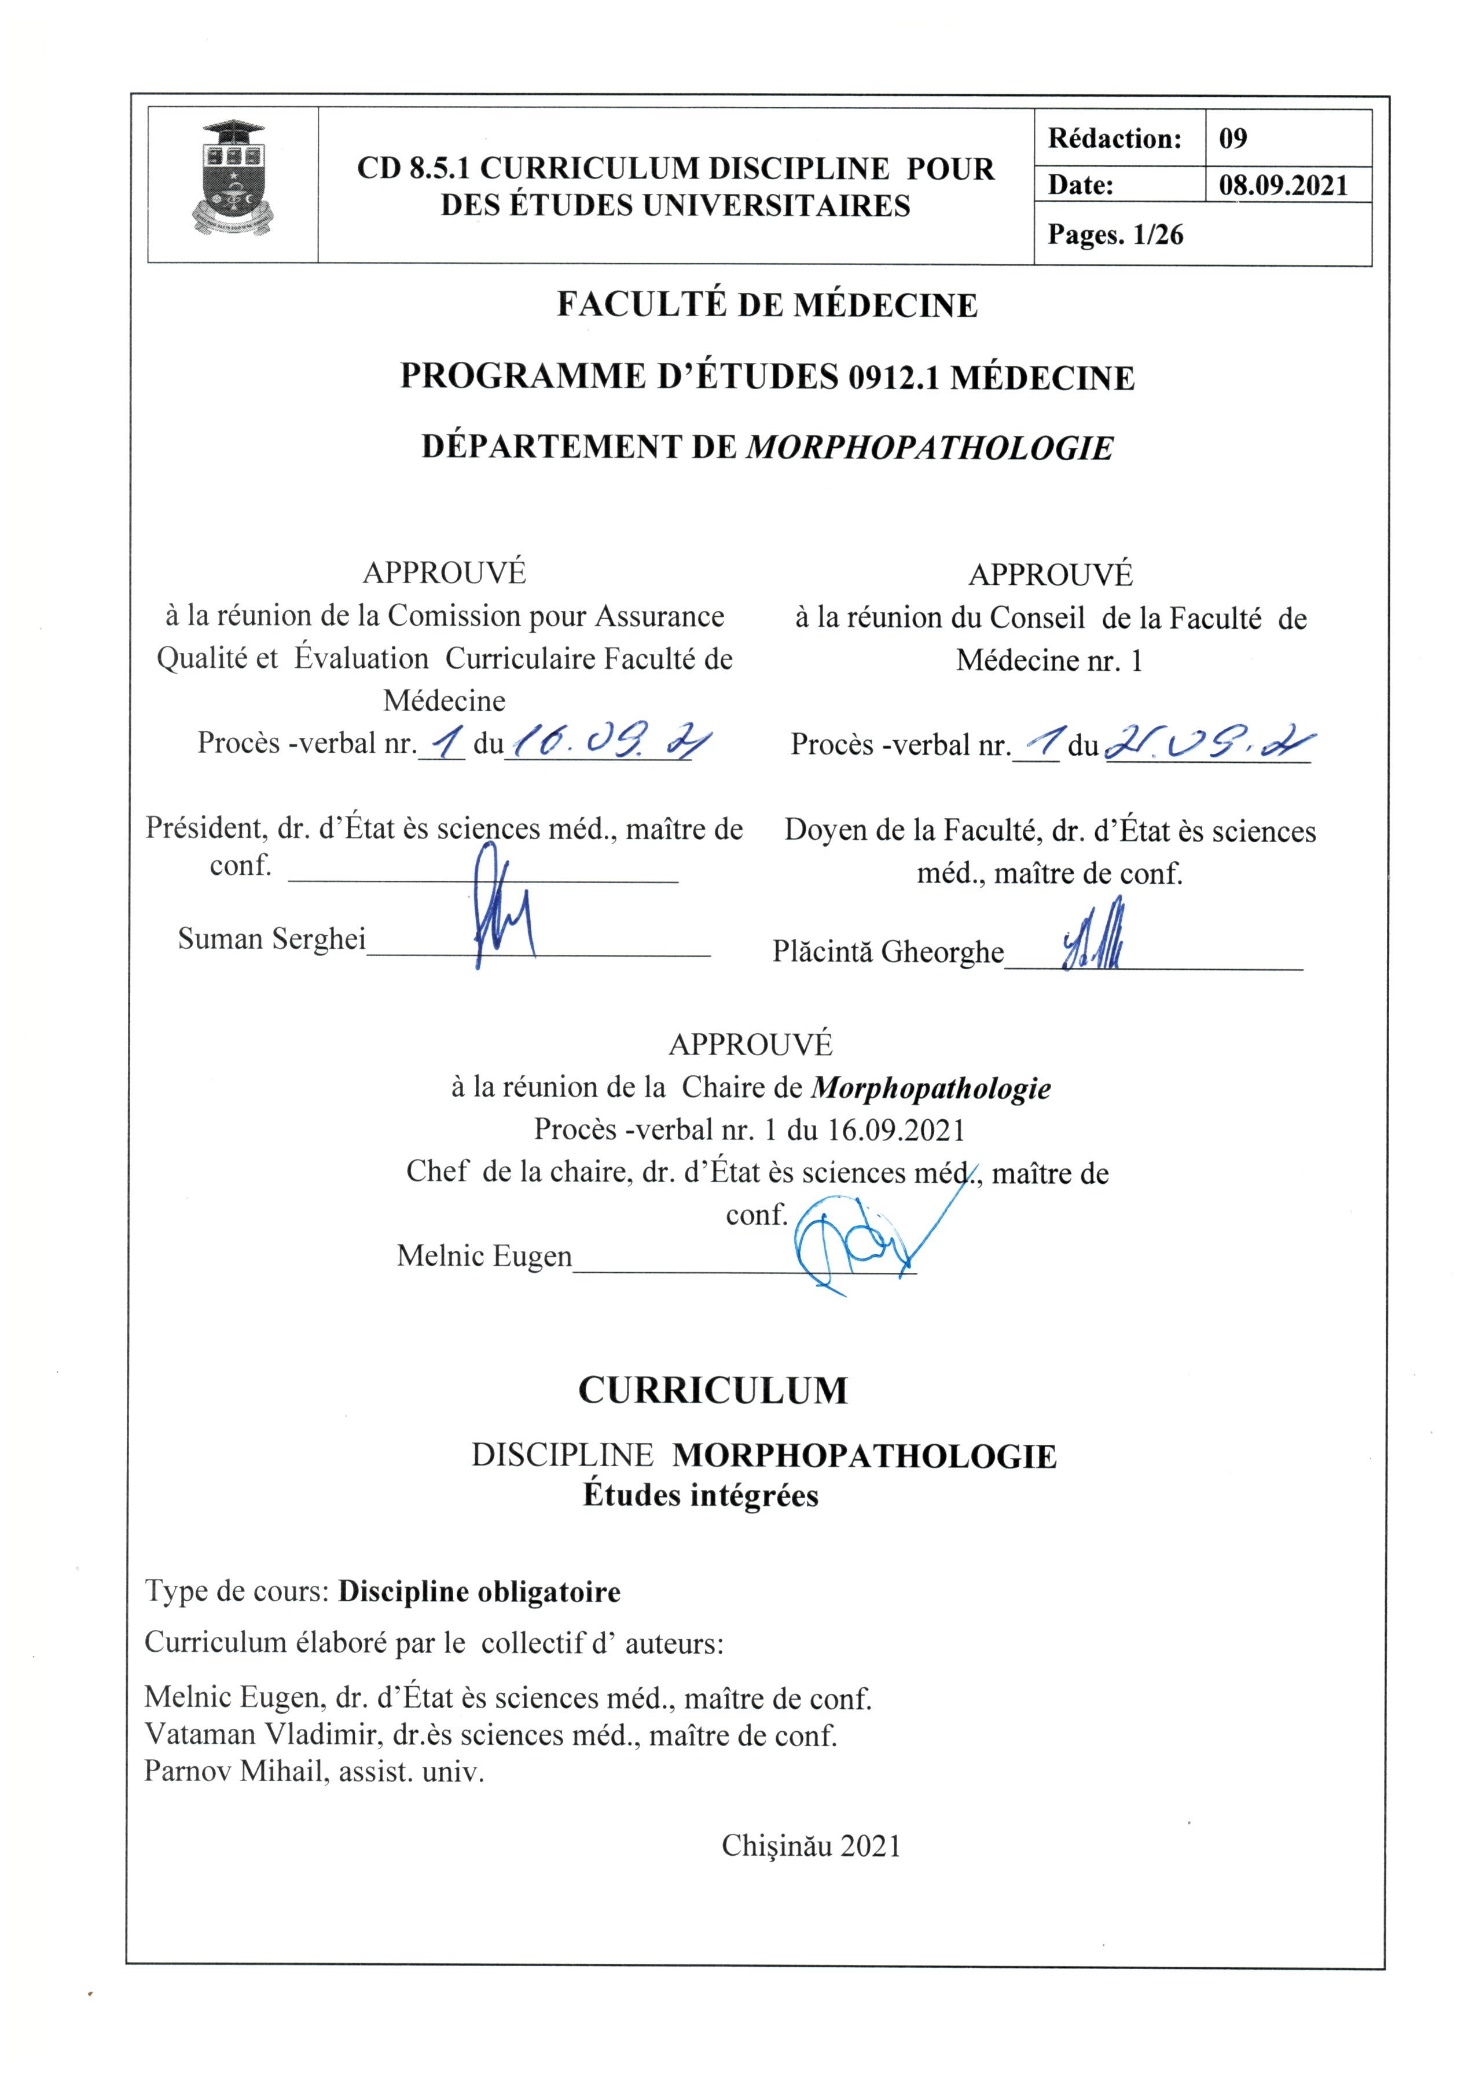 CD 8.5.1 CURRICULUM DISCIPLINE POUR
DES ÉTUDES UNIVERSITAIRES
Rédaction: 09
Date: 08.09.2021
Pages. 1/26
FACULTÉ DE MÉDECINE
PROGRAMME D’ÉTUDES 0912.1 MÉDECINE
DÉPARTEMENT DE MORPHOPATHOLOGIE
APPROUVÉ
à la réunion de la Comission pour Assurance
Qualité et Évaluation Curriculaire Faculté de
Médecine
Procès -verbal nr. 1 du 16.09.21
Président, dr. d’État ès sciences méd., maître de
conf.
Suman Serghei
APPROUVÉ
à la réunion du Conseil de la Faculté de
Médecine nr. 1
Procès -verbal nr. 1 du 21.09.21
Doyen de la Faculté, dr. d’État ès sciences
méd., maître de conf.
Plăcintă Gheorghe
APPROUVÉ
à la réunion de la Chaire de Morphopathologie
Procès -verbal nr. 1 du 16.09.2021
Chef de la chaire, dr. d’État ès sciences méd., maître de
conf.
Melnic Eugen
CURRICULUM
DISCIPLINE MORPHOPATHOLOGIE
Études intégrées
Type de cours: Discipline obligatoire
Curriculum élaboré par le collectif d’ auteurs:
Melnic Eugen, dr. d’État ès sciences méd., maître de conf.
Vataman Vladimir, dr.ès sciences méd., maître de conf.
Parnov Mihail, assist. univ.
Chişinău 2021